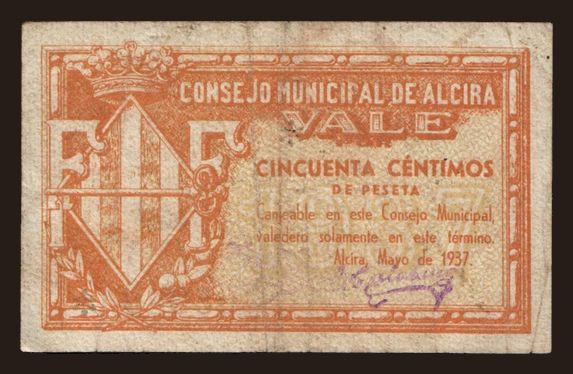 CONSEJO MUNICIPAL DE ALCIRA
VALE
CINCUENTA CÉNTIMOS
DE PESETA
Canjeable en este Consejo Municipal,
valedero solamente en este término.
Alcira, Mayo de 1937.
F F